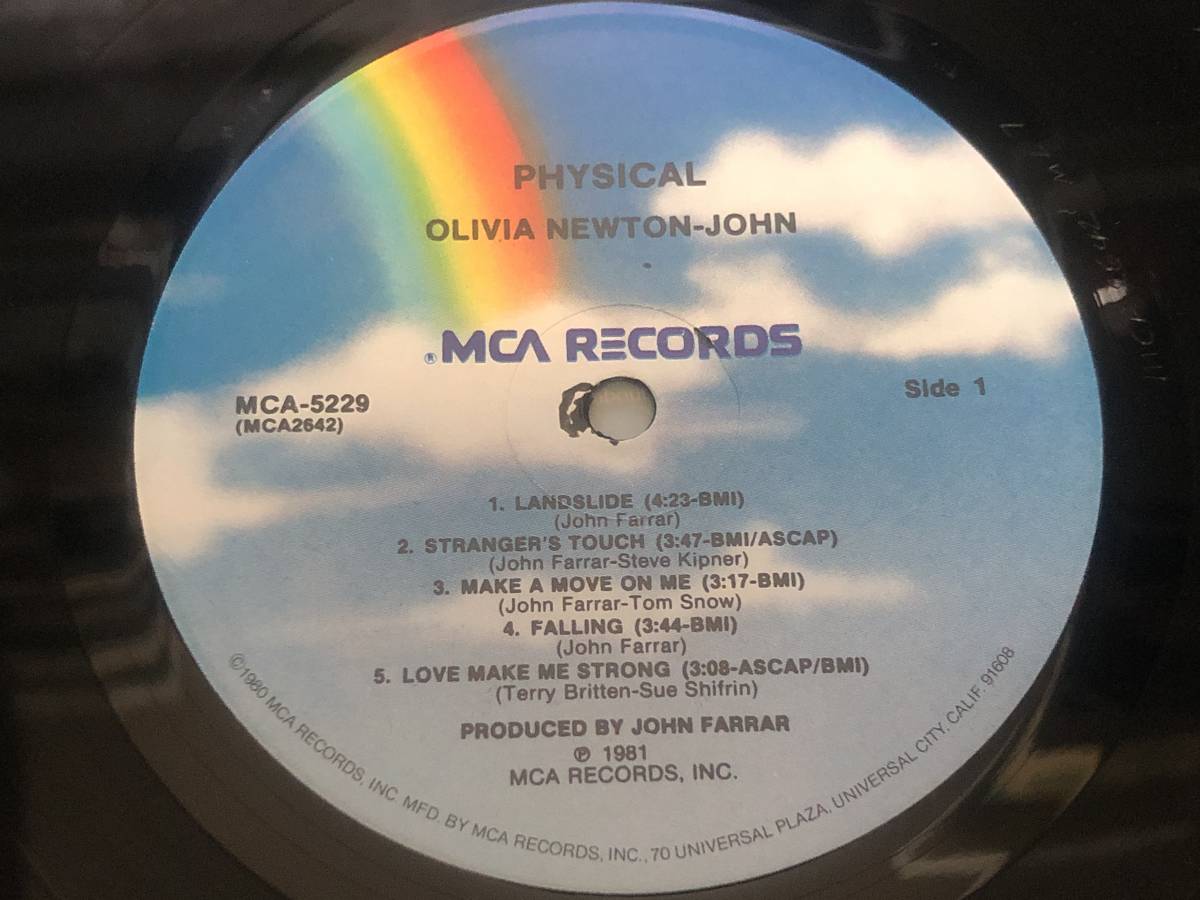 PHYSICAL
OLIVIA NEWTON-JOHN
® MCA RECORDS
MCA-5229
(MCA2642)
Side 1
1. LANDSLIDE (4:23-BMI)
(John Farrar)
2. STRANGER'S TOUCH (3:47-BMI/ASCAP)
(John Farrar-Steve Kipner)
3. MAKE A MOVE ON ME (3:17-BMI)
(John Farrar-Tom Snow)
4. FALLING (3:44-BMI)
(John Farrar)
5. LOVE MAKE ME STRONG (3:08-ASCAP/BMI)
(Terry Britten-Sue Shifrin)
PRODUCED BY JOHN FARRAR
℗ 1981
MCA RECORDS, INC.
©1980 MCA RECORDS, INC. MFD. BY MCA RECORDS, INC., 70 UNIVERSAL PLAZA, UNIVERSAL CITY, CALIF. 91608